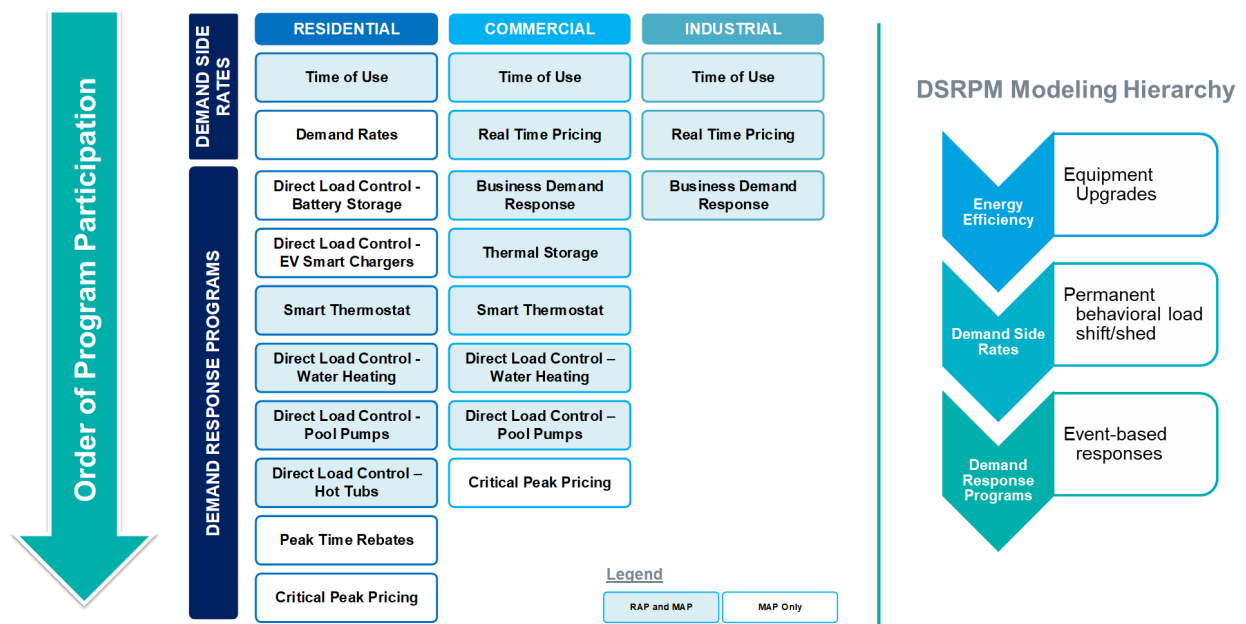 Order of Program Participation
DEMAND SIDE
RATES
DEMAND RESPONSE PROGRAMS
RESIDENTIAL
COMMERCIAL
INDUSTRIAL
Time of Use
Time of Use
Time of Use
Demand Rates
Real Time Pricing
Real Time Pricing
Direct Load Control -
Battery Storage
Business Demand
Response
Business Demand
Response
Direct Load Control -
EV Smart Chargers
Thermal Storage
Smart Thermostat
Smart Thermostat
Direct Load Control -
Water Heating
Direct Load Control –
Water Heating
Direct Load Control -
Pool Pumps
Direct Load Control –
Pool Pumps
Direct Load Control –
Hot Tubs
Critical Peak Pricing
Peak Time Rebates
Critical Peak Pricing
Legend
RAP and MAP
MAP Only
DSRPM Modeling Hierarchy
Energy
Efficiency
Equipment
Upgrades
Demand Side
Rates
Permanent
behavioral load
shift/shed
Demand
Response
Programs
Event-based
responses